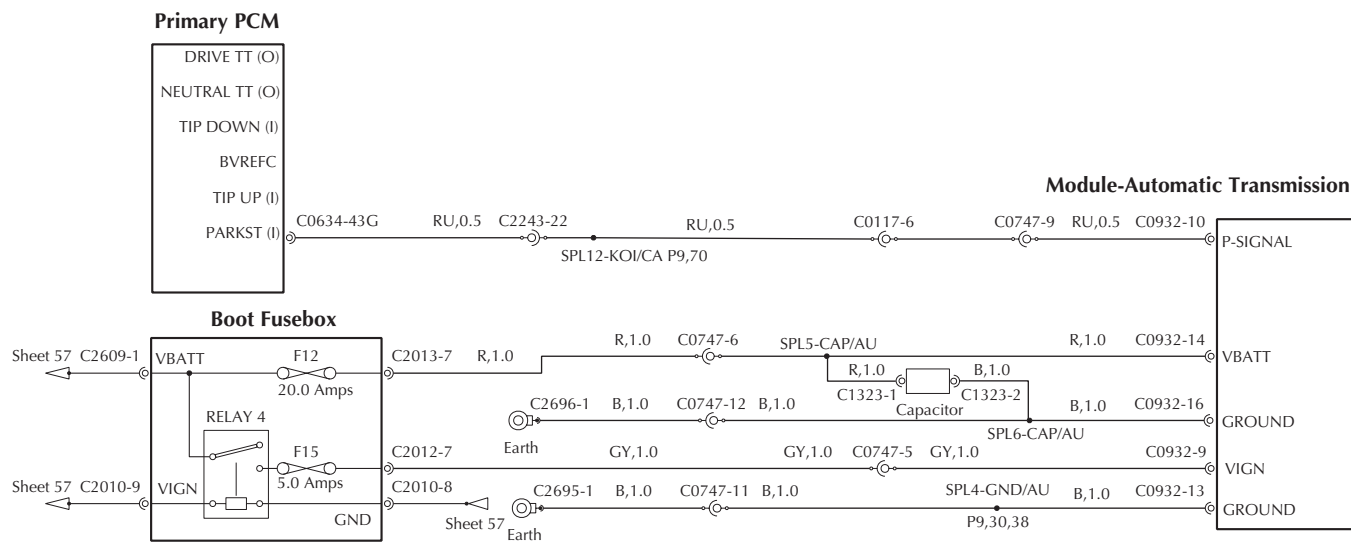 Primary PCM
DRIVE TT (O)
NEUTRAL TT (O)
TIP DOWN (I)
BVREFC
TIP UP (I)
PARKST (I)
C0634-43G
RU,0.5
C2243-22
SPL12-KOI/CA P9,70
RU,0.5
C0117-6
C0747-9
RU,0.5
C0932-10
Module-Automatic Transmission
P-SIGNAL
Boot Fusebox
Sheet 57
C2609-1
VBATT
F12
20.0 Amps
C2013-7
R,1.0
C0747-6
SPL5-CAP/AU
R,1.0
C0932-14
VBATT
R,1.0
B,1.0
C1323-1
Capacitor
C1323-2
RELAY 4
C2696-1
B,1.0
C0747-12
B,1.0
B,1.0
C0932-16
GROUND
Earth
SPL6-CAP/AU
F15
5.0 Amps
C2012-7
GY,1.0
GY,1.0
C0747-5
GY,1.0
C0932-9
VIGN
Sheet 57
C2010-9
VIGN
GND
C2010-8
Sheet 57
C2695-1
B,1.0
C0747-11
B,1.0
SPL4-GND/AU
B,1.0
C0932-13
GROUND
Earth
P9,30,38